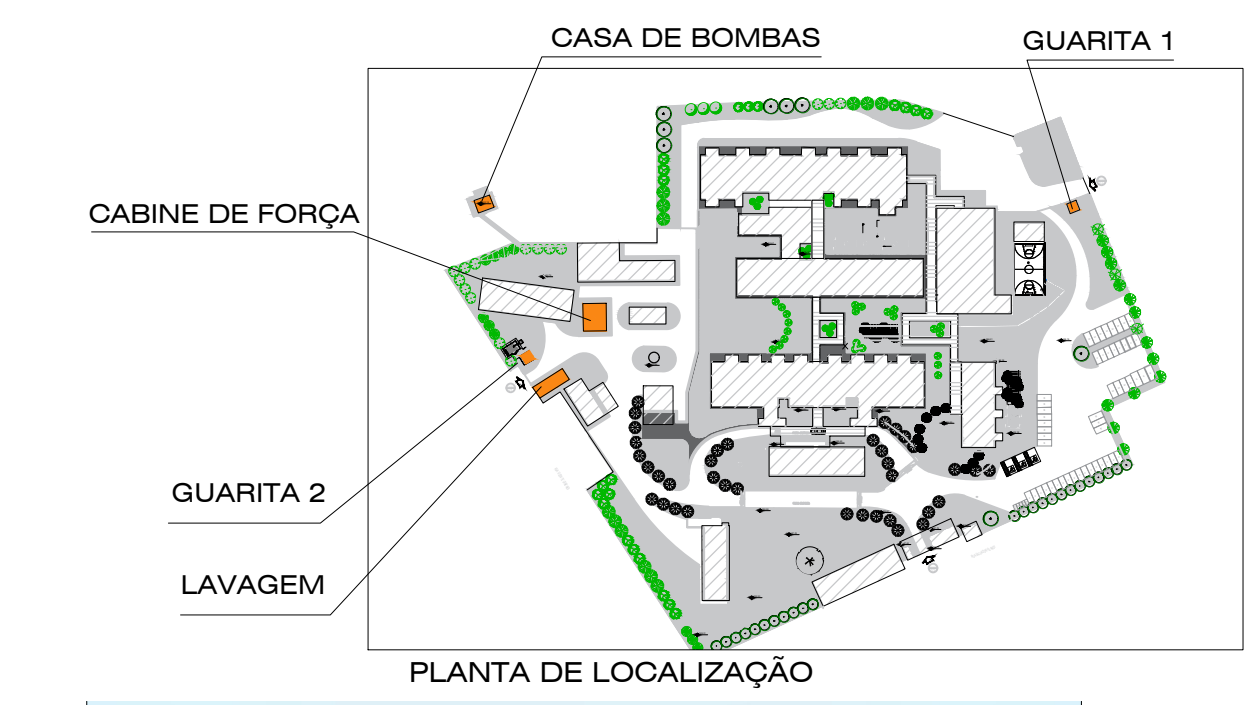 CASA DE BOMBAS
GUARITA 1
CABINE DE FORÇA
GUARITA 2
LAVAGEM
PLANTA DE LOCALIZAÇÃO